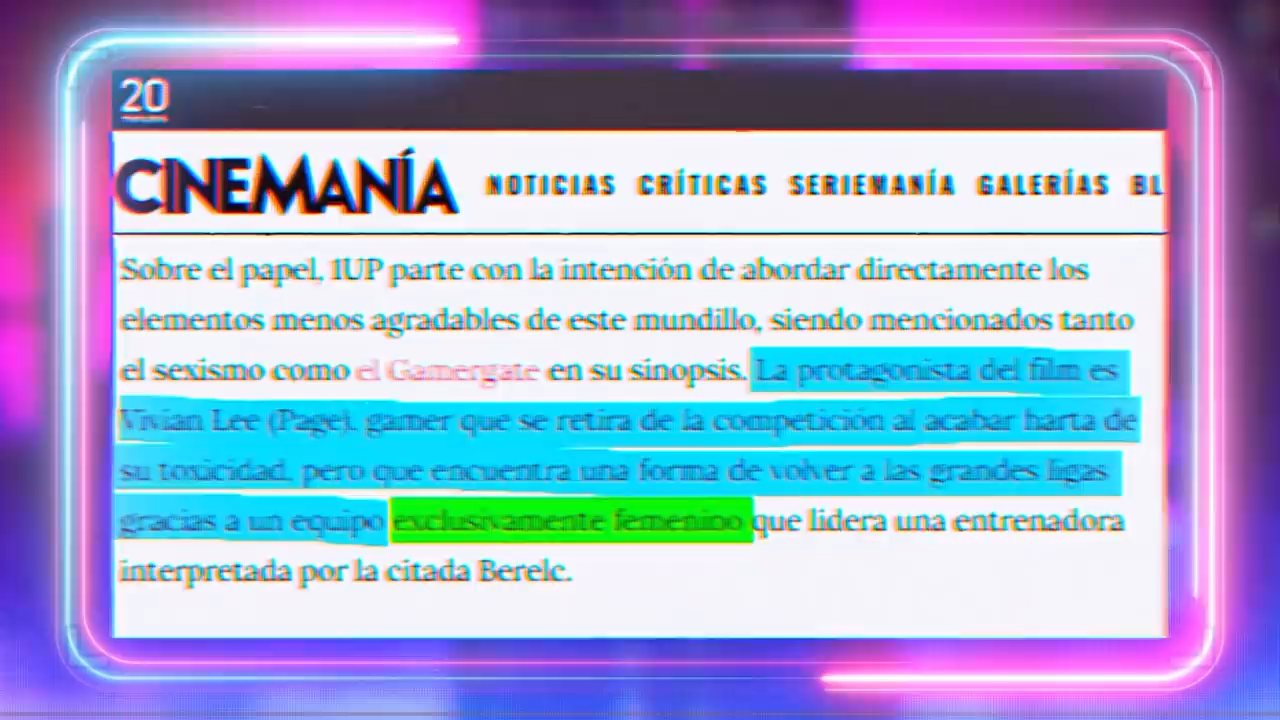 20
CINEMANÍA NOTICIAS CRÍTICAS SERIEMANÍA GALERÍAS BL
Sobre el papel, 1UP parte con la intención de abordar directamente los
elementos menos agradables de este mundillo, siendo mencionados tanto
el sexismo como el Gamergate en su sinopsis. La protagonista del film es
Vivian Lee (Page), gamer que se retira de la competición al acabar harta de
su toxicidad, pero que encuentra una forma de volver a las grandes ligas
gracias a un equipo exclusivamente femenino que lidera una entrenadora
interpretada por la citada Berelc.